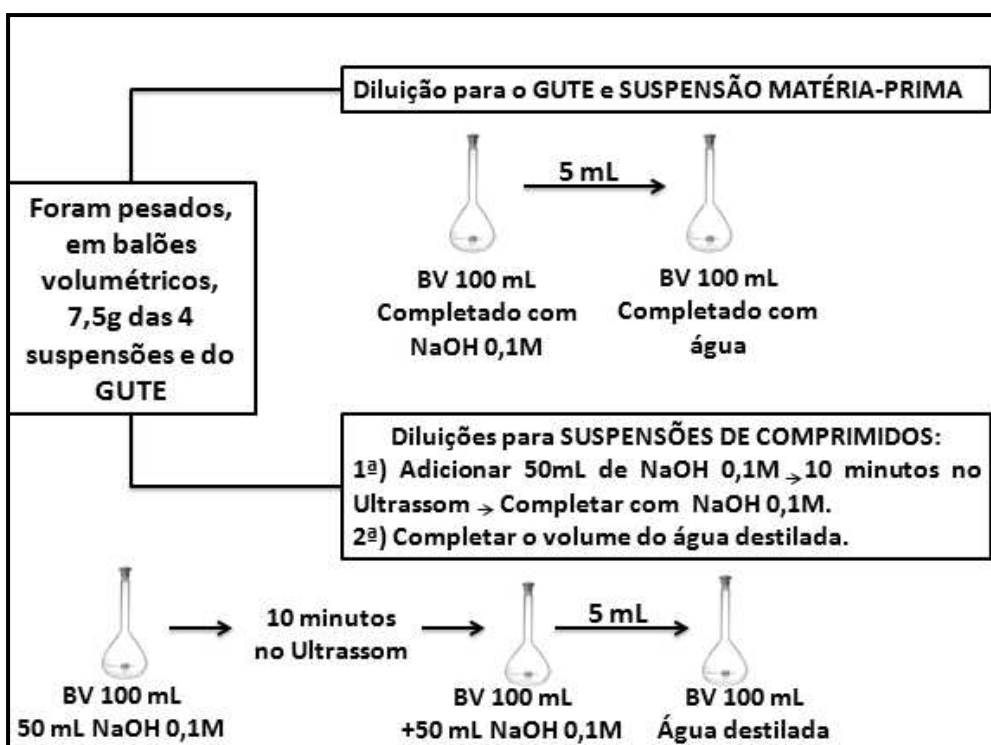 Diluição para o GUTE e SUSPENSÃO MATÉRIA-PRIMA
5 mL
BV 100 mL
Completado com
NaOH 0,1M
BV 100 mL
Completado com
água
Foram pesados,
em balões
volumétricos,
7,5g das 4
suspensões e do
GUTE
Diluições para SUSPENSÕES DE COMPRIMIDOS:
1ª) Adicionar 50mL de NaOH 0,1M → 10 minutos no
Ultrassom → Completar com NaOH 0,1M.
2ª) Completar o volume do água destilada.
10 minutos
no Ultrassom
5 mL
BV 100 mL
50 mL NaOH 0,1M
BV 100 mL
+50 mL NaOH 0,1M
BV 100 mL
Água destilada